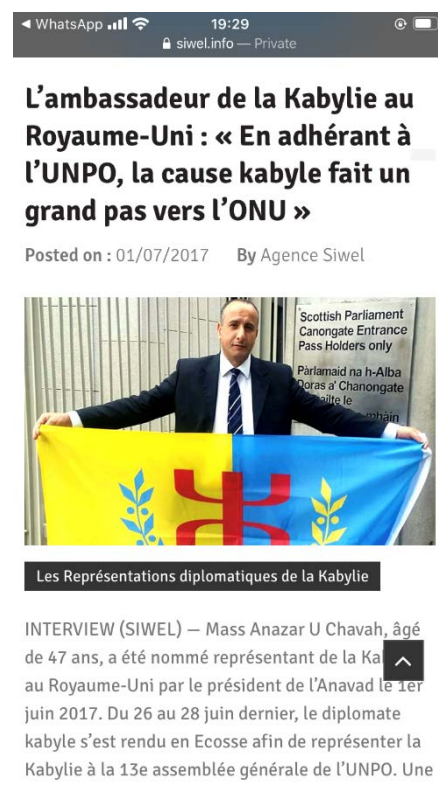 WhatsApp
19:29
siwel.info — Private
L’ambassadeur de la Kabylie au
Royaume-Uni : « En adhérant à
l’UNPO, la cause kabyle fait un
grand pas vers l’ONU »
Posted on : 01/07/2017 By Agence Siwel
Scottish Parliament
Canongate Entrance
Pass Holders only
Pàrlamaid na h-Alba
Doras a' Chanongate
Les Représentations diplomatiques de la Kabylie
INTERVIEW (SIWEL) — Mass Anazar U Chavah, âgé
de 47 ans, a été nommé représentant de la
au Royaume-Uni par le président de l’Anavad le 1er
juin 2017. Du 26 au 28 juin dernier, le diplomate
kabyle s’est rendu en Ecosse afin de représenter la
Kabylie à la 13e assemblée générale de l’UNPO. Une